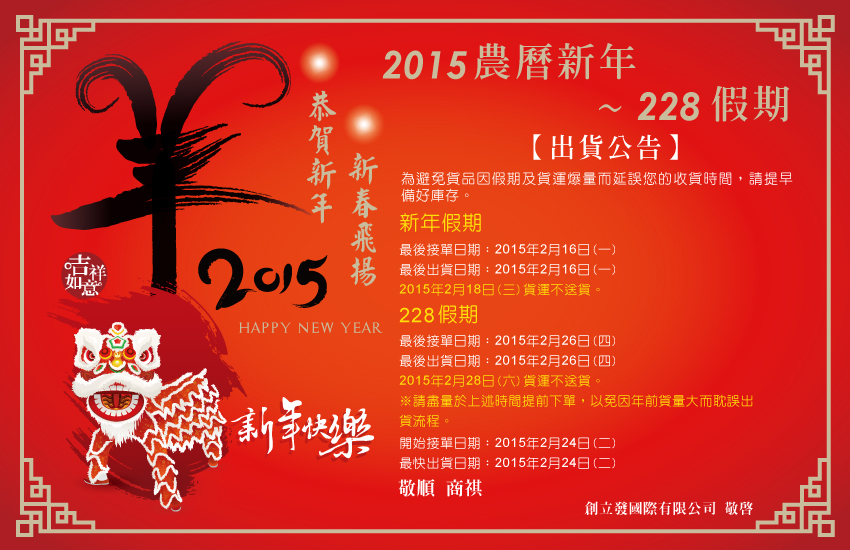 羊
2015
HAPPY NEW YEAR
吉祥如意
恭賀新年
新春飛揚
新年快樂
2015農曆新年
～ 228 假期
【出貨公告】
為避免貨品因假期及貨運爆量而延誤您的收貨時間，請提早
備好庫存。
新年假期
最後接單日期：2015年2月16日(一)
最後出貨日期：2015年2月16日(一)
2015年2月18日(三)貨運不送貨。
228假期
最後接單日期：2015年2月26日(四)
最後出貨日期：2015年2月26日(四)
2015年2月28日(六)貨運不送貨。
※請盡量於上述時間提前下單，以免因年前貨量大而耽誤出
貨流程。
開始接單日期：2015年2月24日(二)
最快出貨日期：2015年2月24日(二)
敬順 商祺
創立發國際有限公司 敬啓